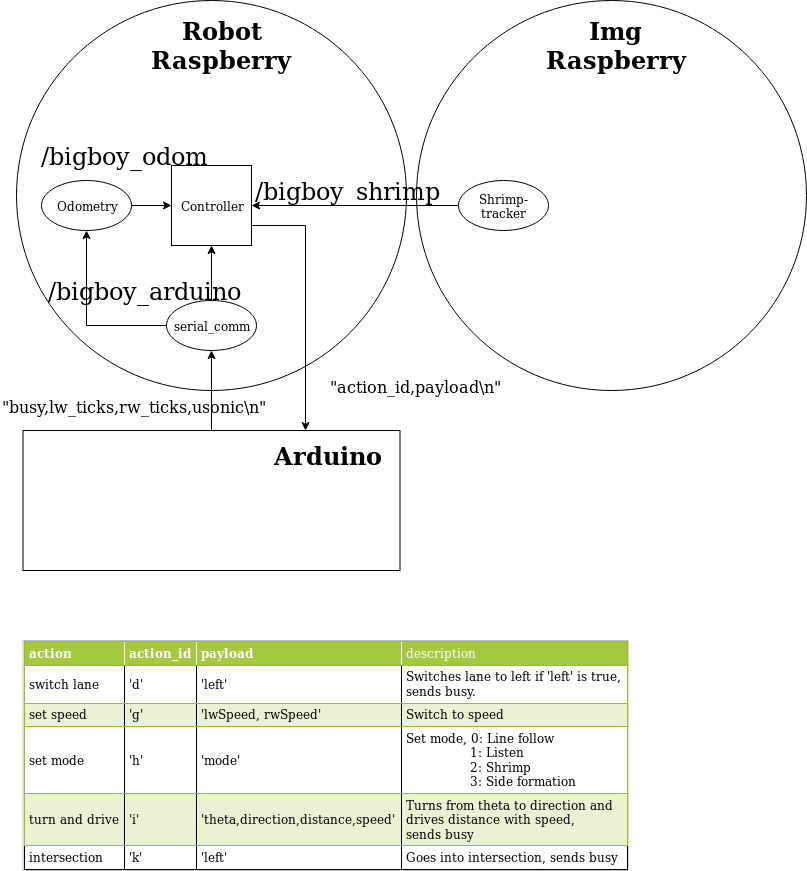 Robot
Raspberry
Img
Raspberry
/bigboy_odom
/bigboy_shrimp
Odometry
Controller
Shrimp-
tracker
/bigboy_arduino
serial_comm
"action_id,payload\n"
"busy,lw_ticks,rw_ticks,usonic\n"
Arduino
action action_id payload description
switch lane 'd' 'left' Switches lane to left if 'left' is true,
sends busy.
set speed 'g' 'lwSpeed, rwSpeed' Switch to speed
set mode 'h' 'mode' Set mode, 0: Line follow
1: Listen
2: Shrimp
3: Side formation
turn and drive 'i' 'theta,direction,distance,speed' Turns from theta to direction and
drives distance with speed,
sends busy
intersection 'k' 'left' Goes into intersection, sends busy